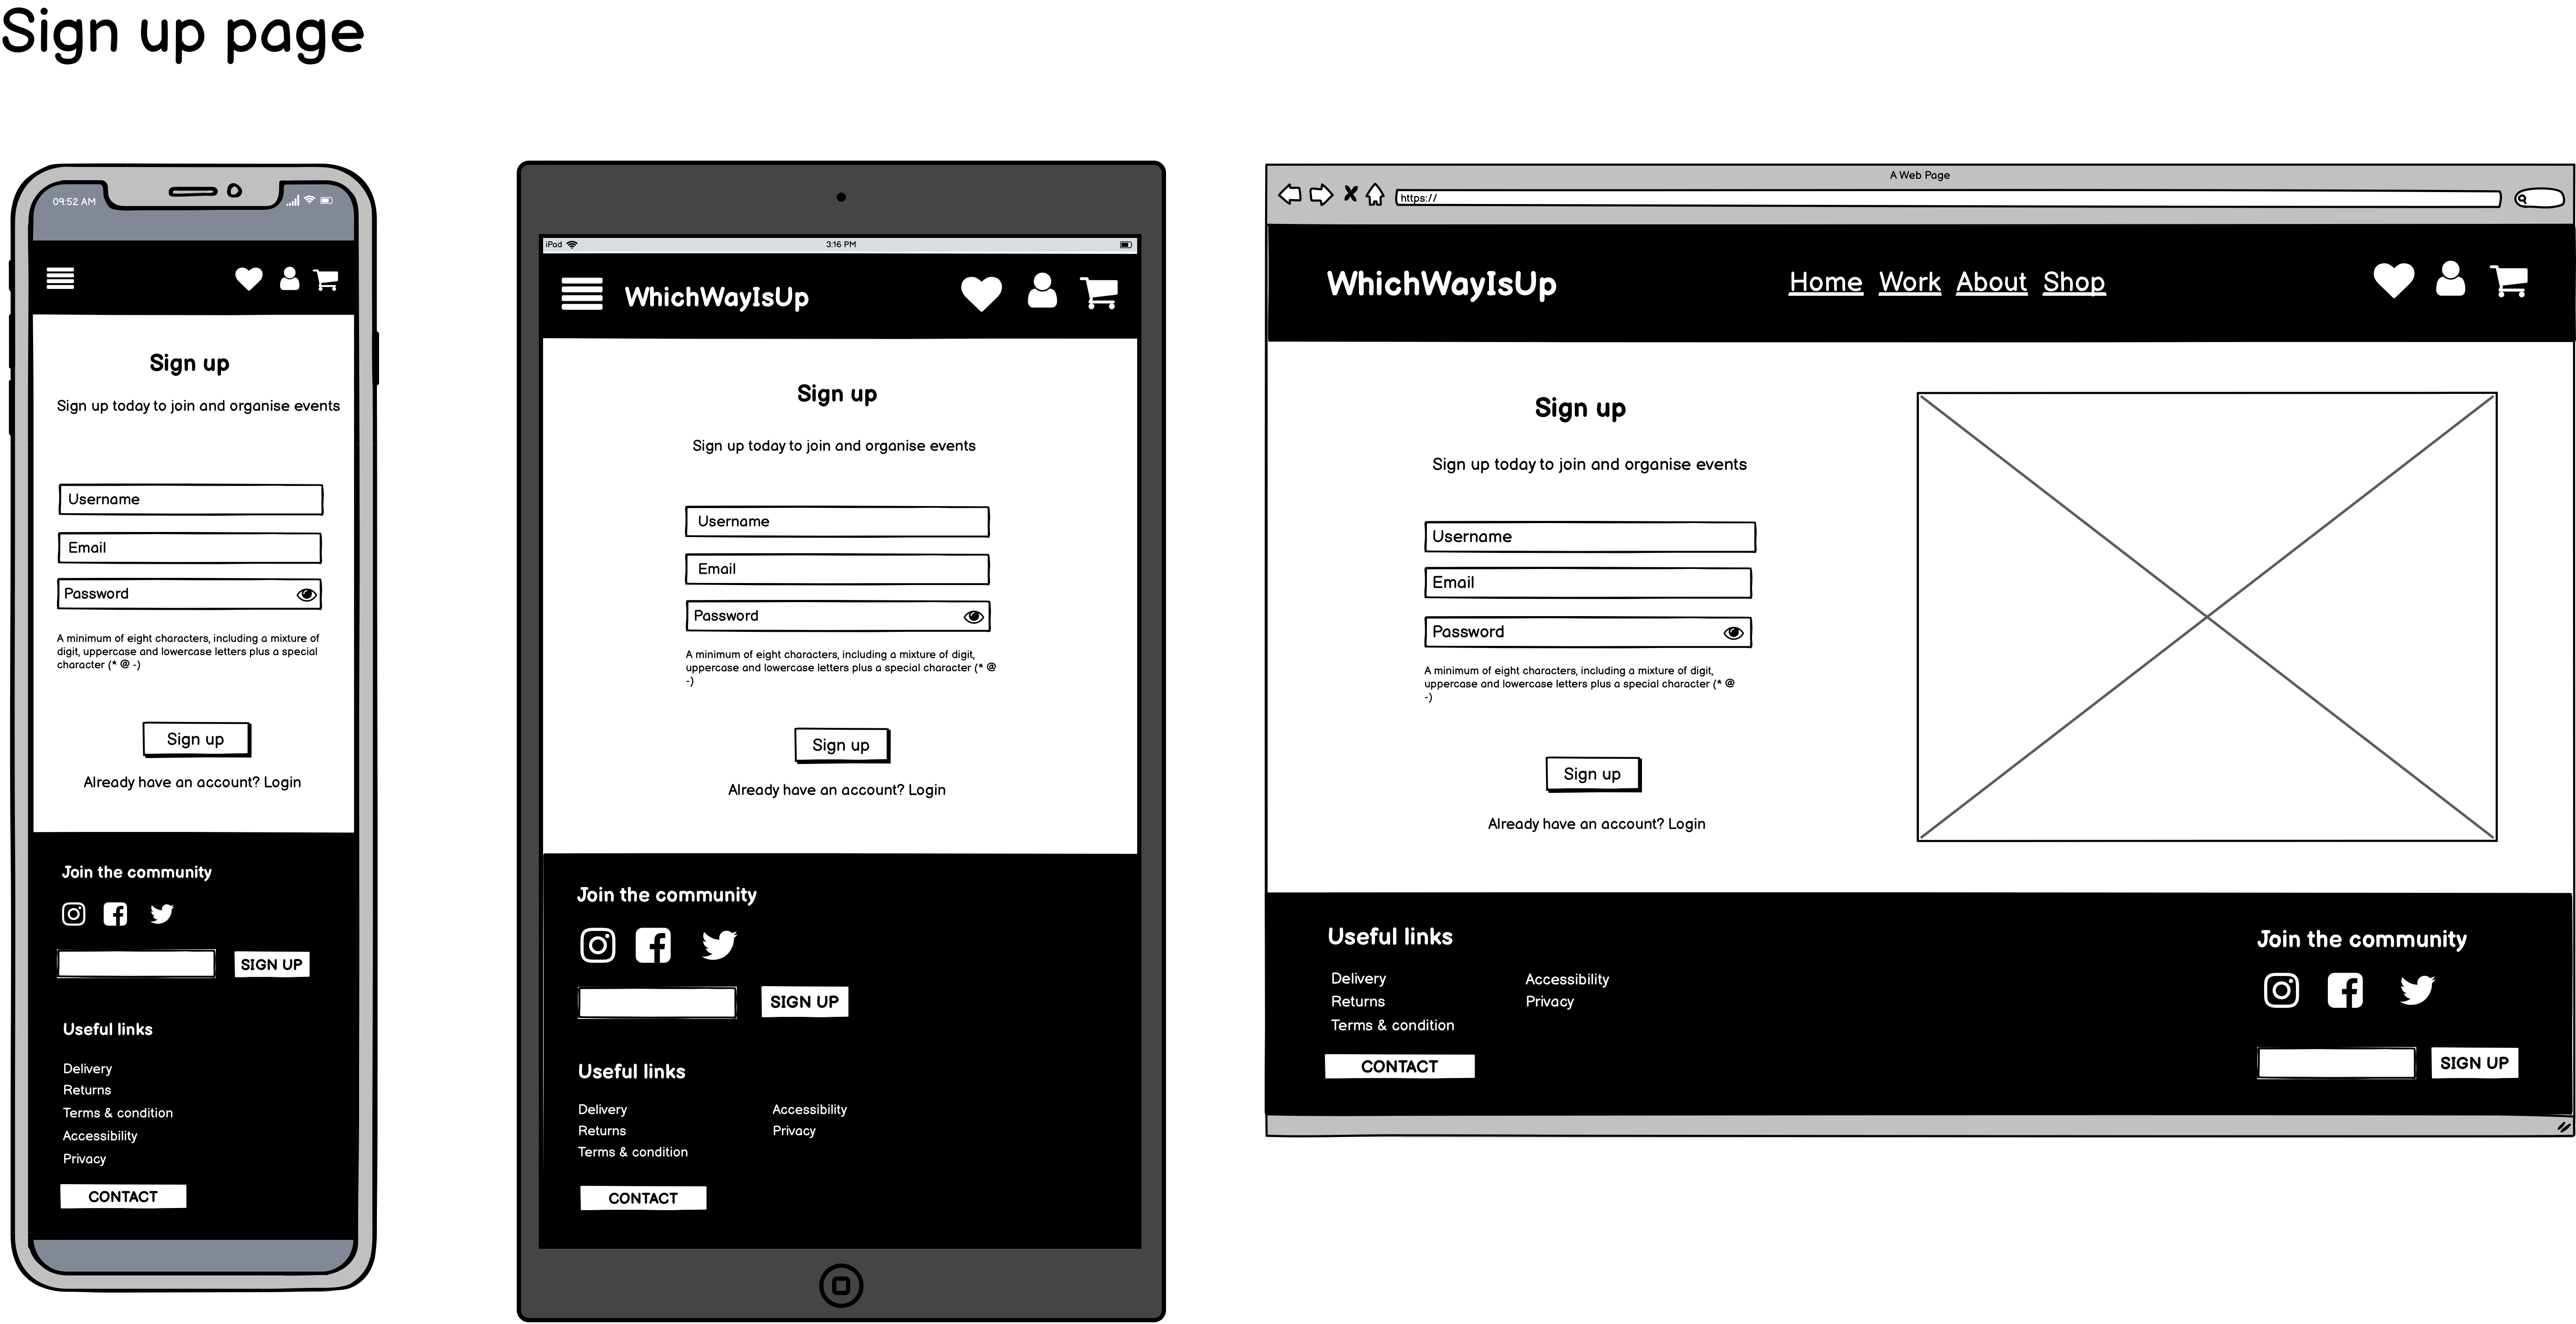 Sign up page
09:52 AM
Sign up
Sign up today to join and organise events
Username
Email
Password
A minimum of eight characters, including a mixture of
digit, uppercase and lowercase letters plus a special
character (* @ -)
Sign up
Already have an account? Login
Join the community
SIGN UP
Useful links
Delivery
Returns
Terms & condition
Accessibility
Privacy
CONTACT
iPad
3:16 PM
WhichWayIsUp
Sign up
Sign up today to join and organise events
Username
Email
Password
A minimum of eight characters, including a mixture of digit,
uppercase and lowercase letters plus a special character (* @
-)
Sign up
Already have an account? Login
Join the community
SIGN UP
Useful links
Delivery
Returns
Terms & condition
Accessibility
Privacy
CONTACT
A Web Page
https://
WhichWayIsUp
Home Work About Shop
Sign up
Sign up today to join and organise events
Username
Email
Password
A minimum of eight characters, including a mixture of digit,
uppercase and lowercase letters plus a special character (* @
-)
Sign up
Already have an account? Login
Useful links
Delivery
Returns
Terms & condition
Accessibility
Privacy
CONTACT
Join the community
SIGN UP